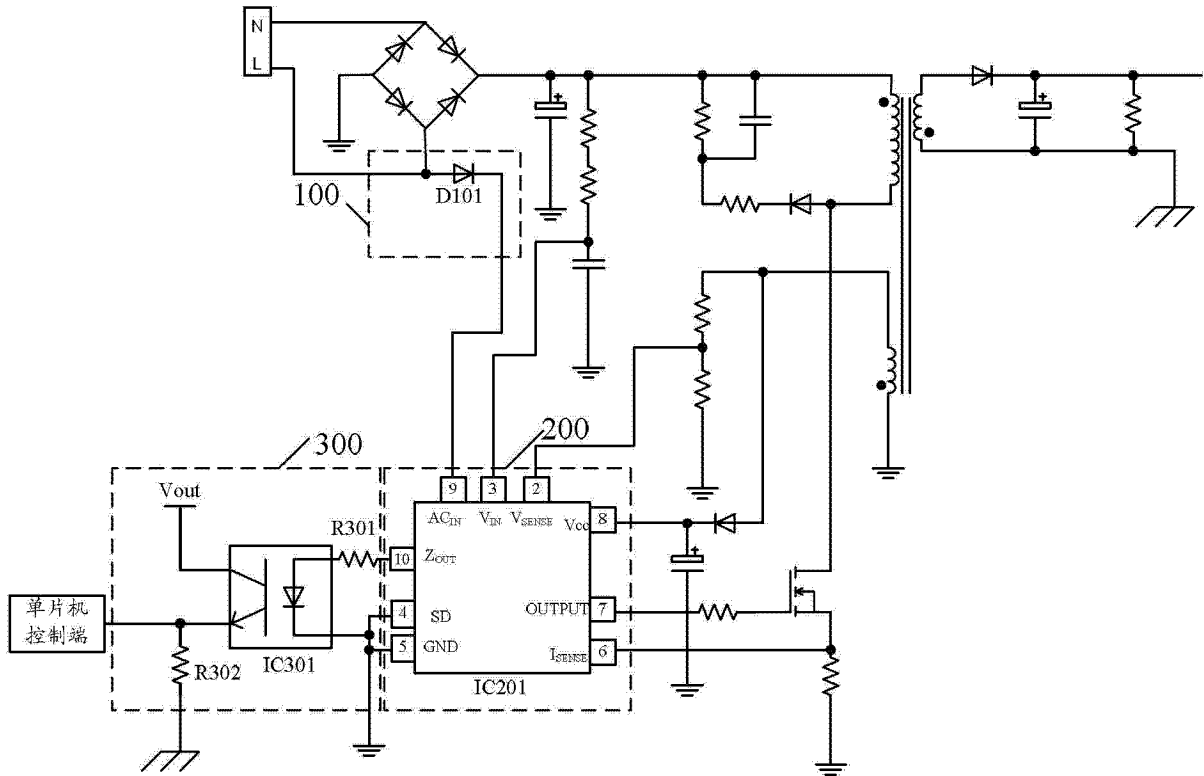 N
L
100
D101
300
200
Vout
R301
9
3
2
AC_IN
V_IN
V_SENSE
Vcc
8
10
Z_OUT
单片机
控制端
4
SD
OUTPUT
7
5
GND
I_SENSE
6
R302
IC301
IC201
+
+
+